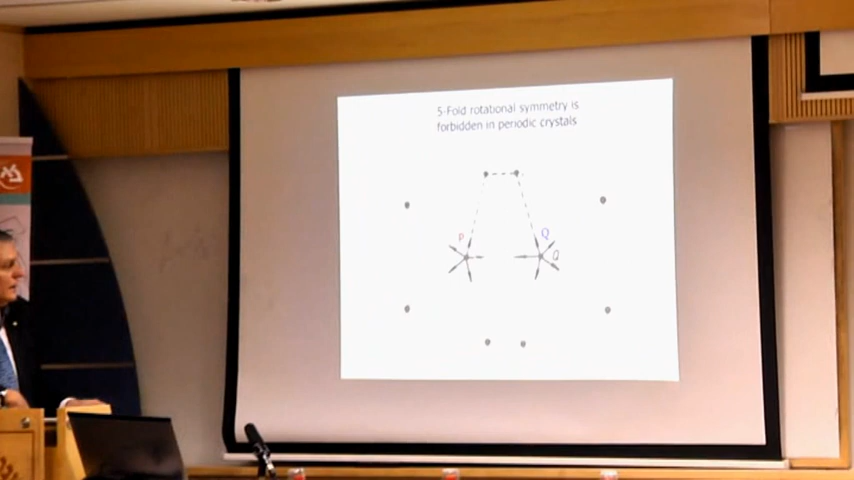 5-Fold rotational symmetry is
forbidden in periodic crystals
P
Q
Q